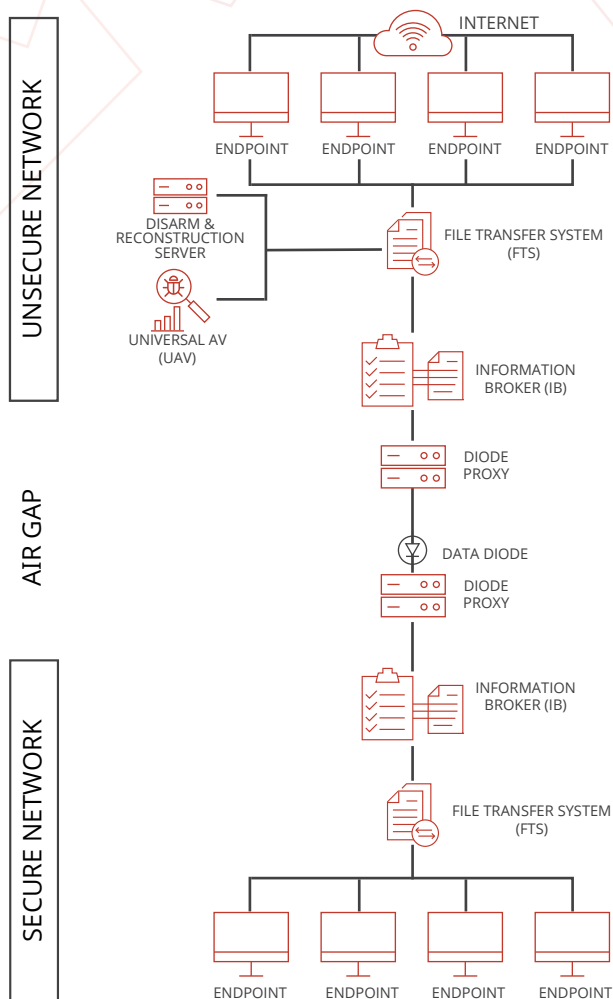 INTERNET
UNSECURE NETWORK
ENDPOINT
ENDPOINT
ENDPOINT
ENDPOINT
DISARM &
RECONSTRUCTION
SERVER
FILE TRANSFER SYSTEM
(FTS)
UNIVERSAL AV
(UAV)
INFORMATION
BROKER (IB)
DIODE
PROXY
AIR GAP
DATA DIODE
DIODE
PROXY
SECURE NETWORK
INFORMATION
BROKER (IB)
FILE TRANSFER SYSTEM
(FTS)
ENDPOINT
ENDPOINT
ENDPOINT
ENDPOINT